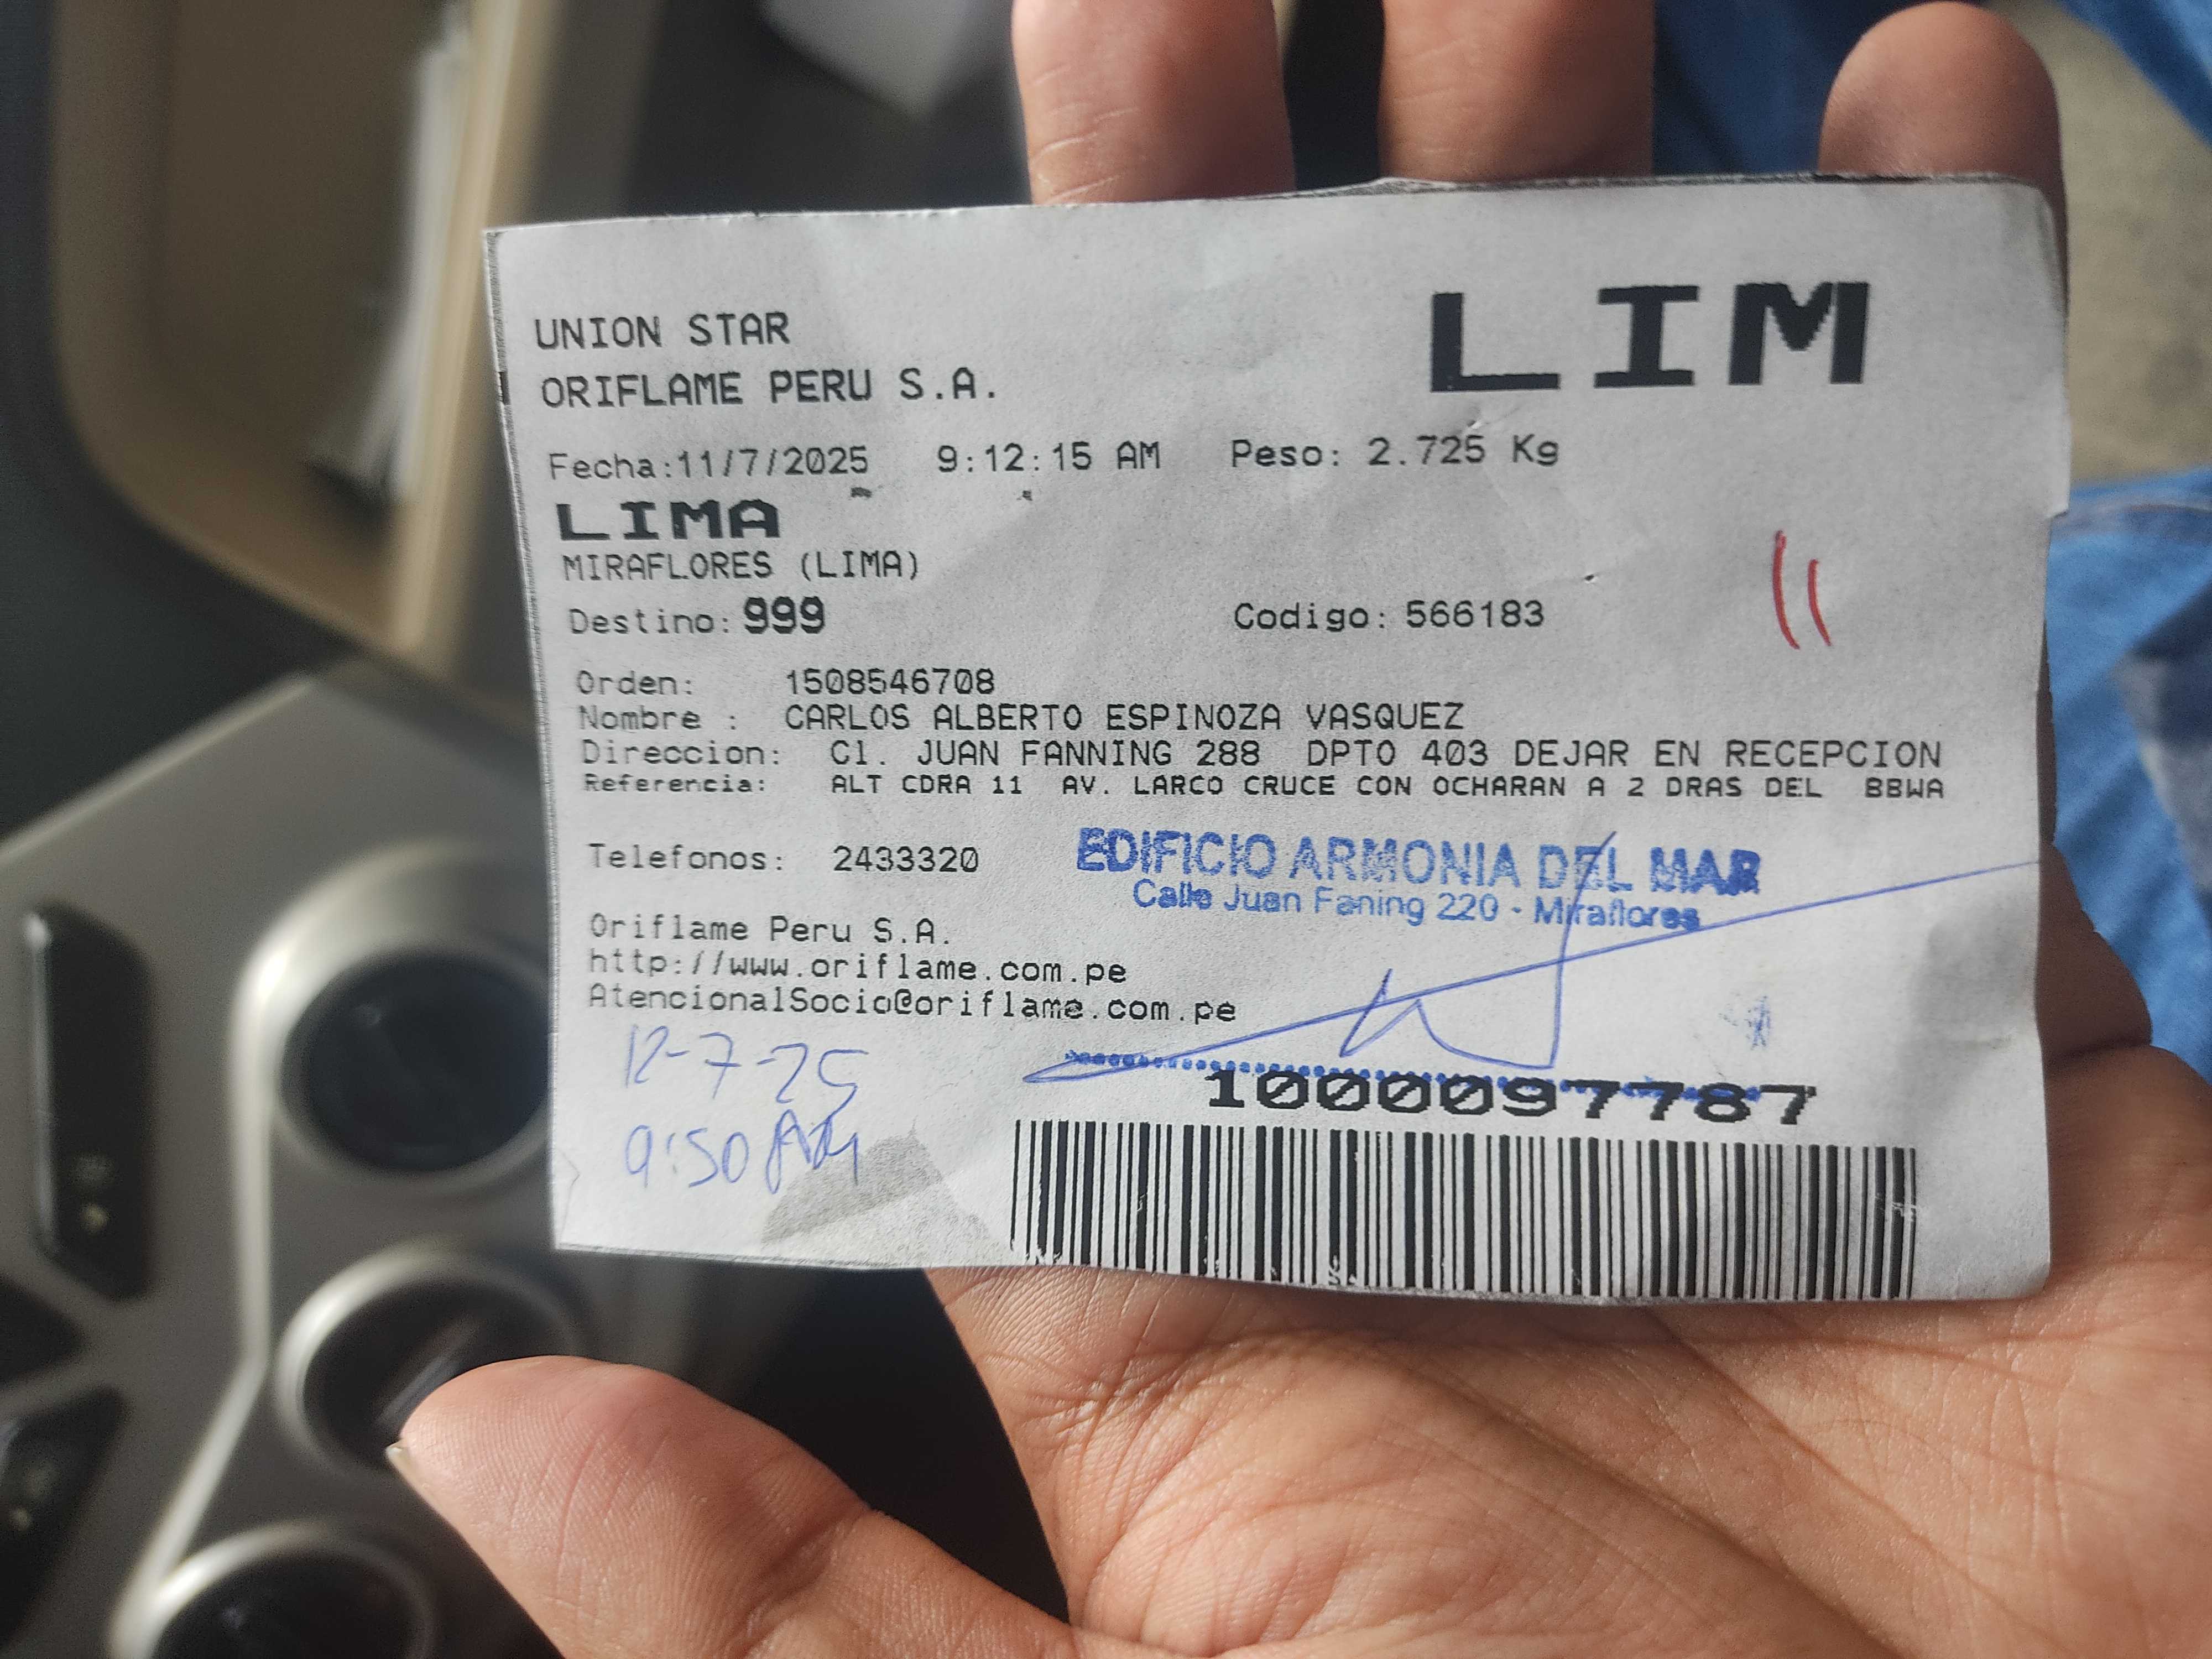 UNION STAR
ORIFLAME PERU S.A.
LIM
Fecha:11/7/2025 9:12:15 AM Peso: 2.725 Kg
LIMA
MIRAFLORES (LIMA)
Destino: 999 Codigo: 566183
Orden: 1508546708
Nombre : CARLOS ALBERTO ESPINOZA VASQUEZ
Direccion: Cl. JUAN FANNING 288 DPTO 403 DEJAR EN RECEPCION
Referencia: ALT CDRA 11 AV. LARCO CRUCE CON OCHARAN A 2 DRAS DEL BBWA
Telefonos: 2433320
EDIFICIO ARMONIA DEL MAR
Calle Juan Faning 220 - Miraflores
Oriflame Peru S.A.
http://www.oriflame.com.pe
AtencionalSocio@oriflame.com.pe
12-7-25
9:50 AM
1000097787